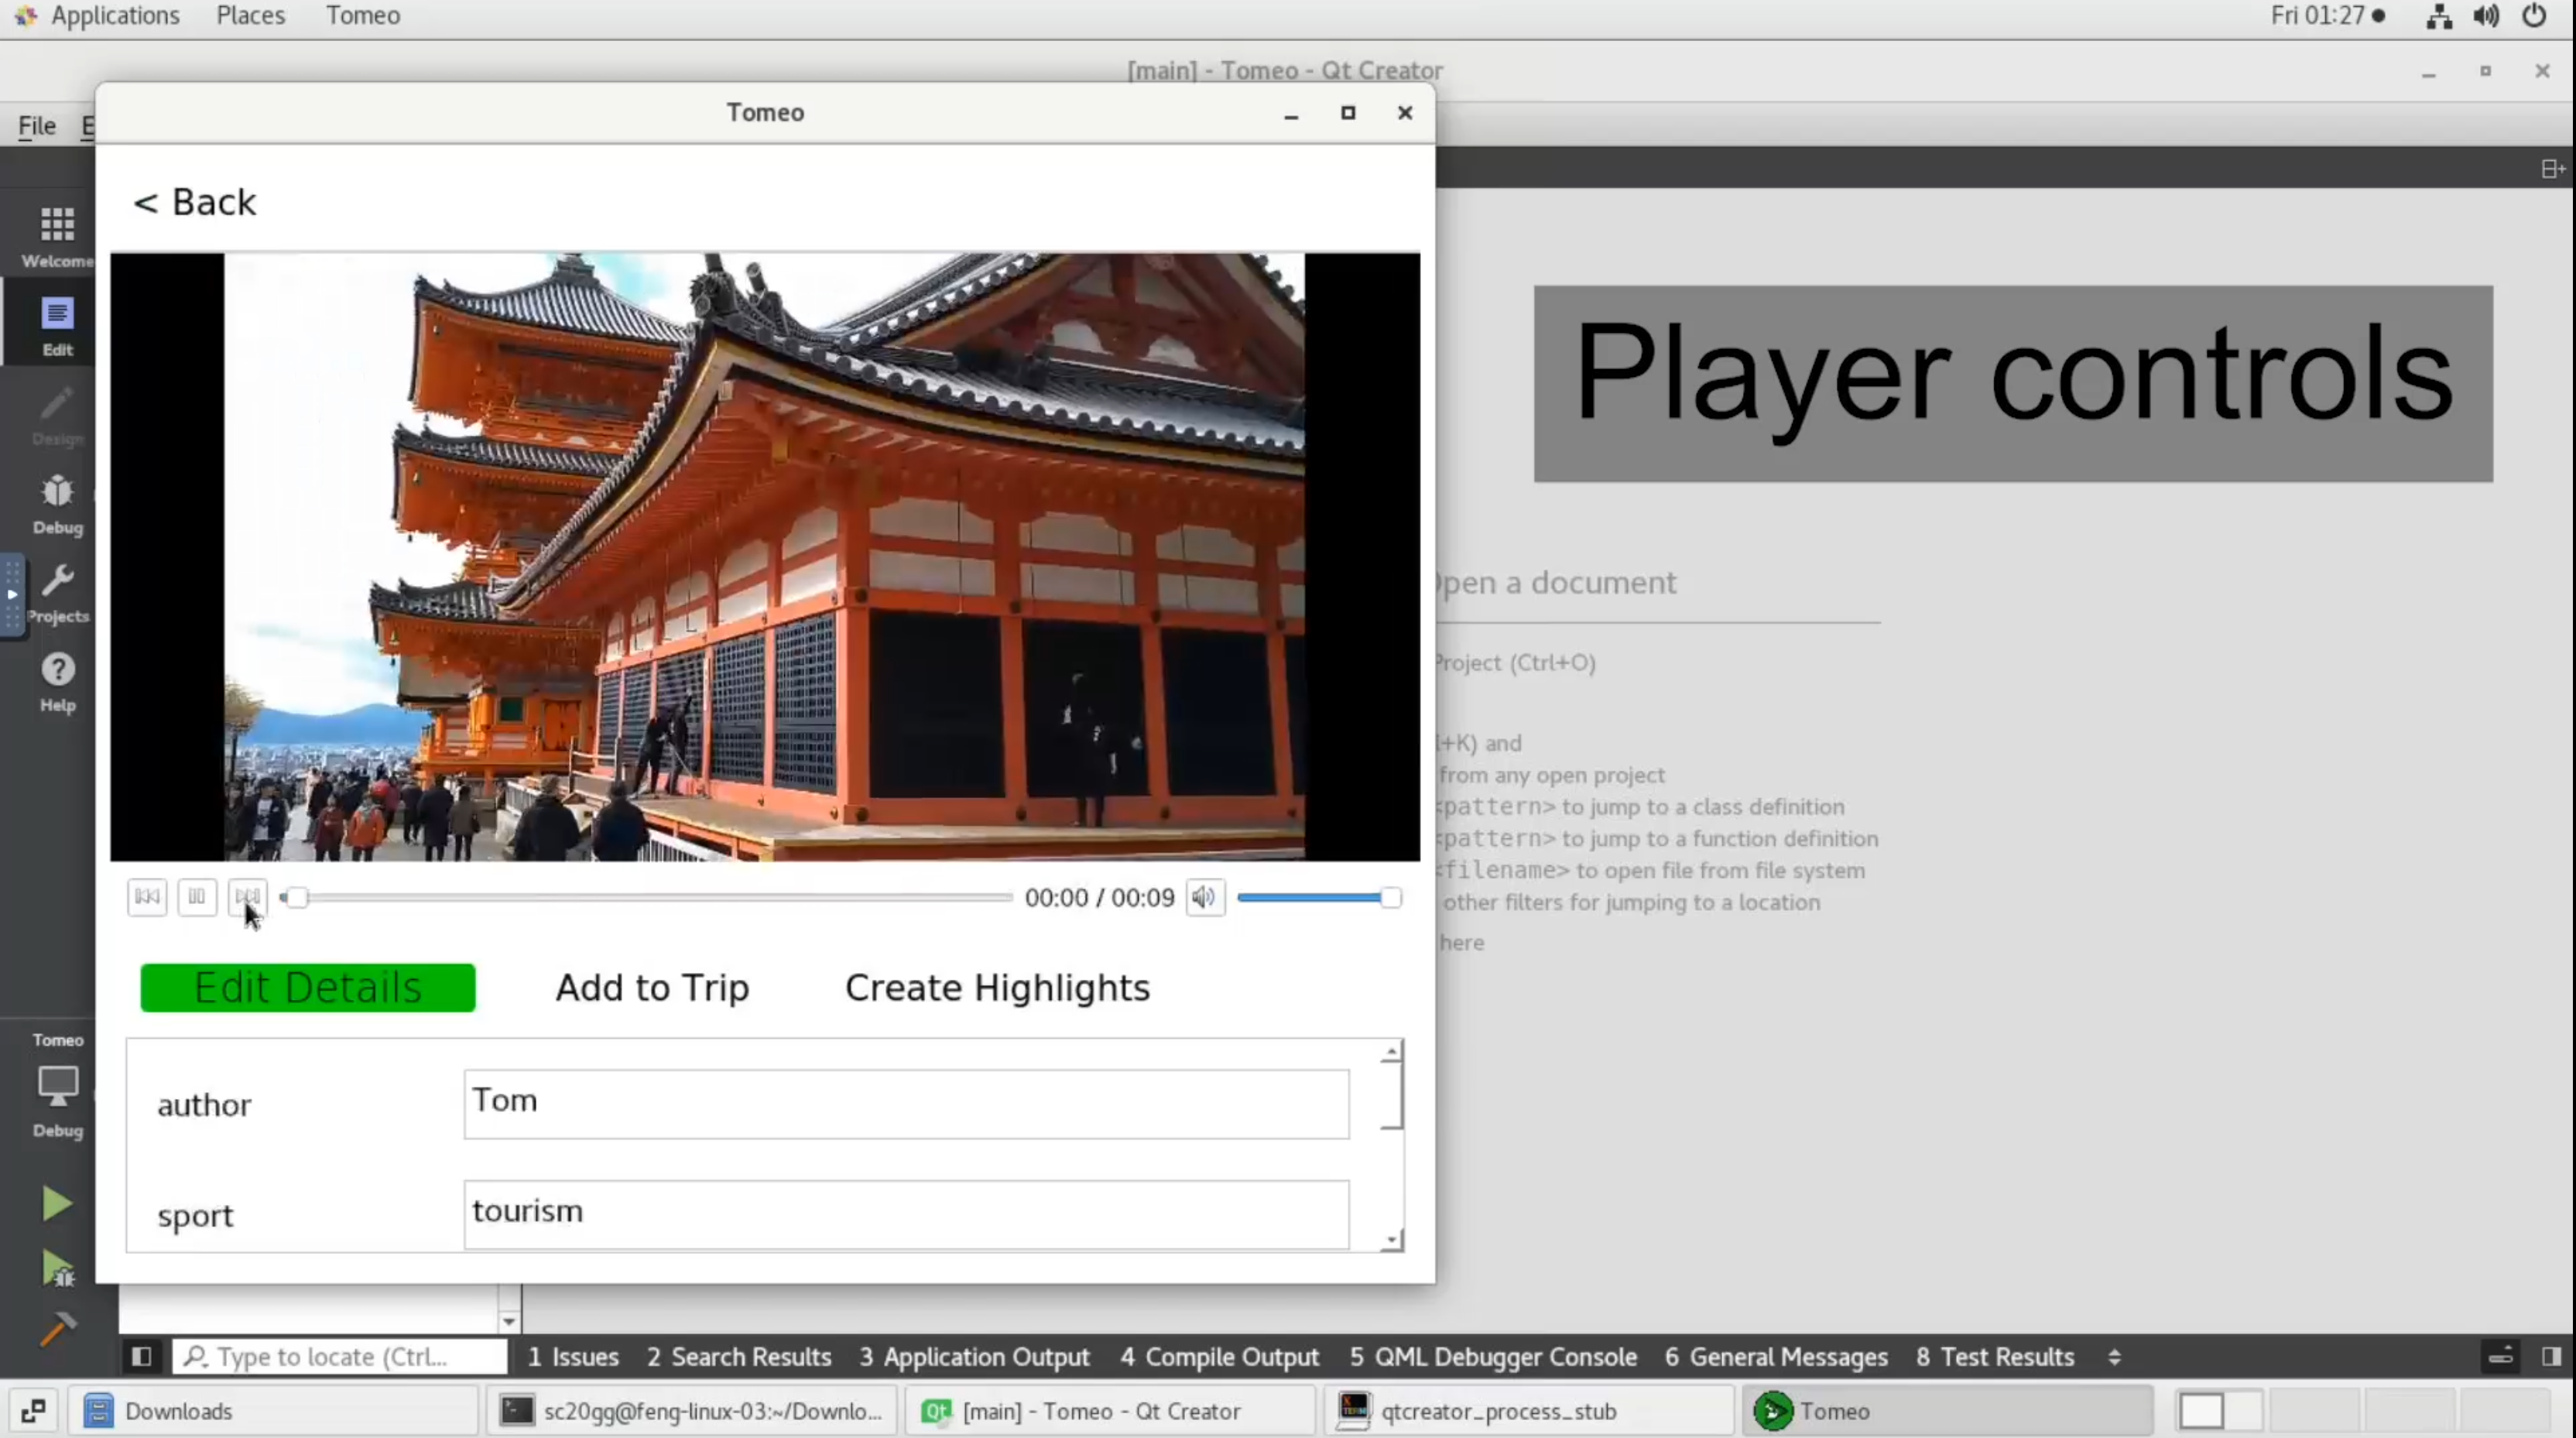 Applications Places Tomeo Fri 01:27
[main] - Tomeo - Qt Creator
File E
Tomeo
< Back
Welcome
Edit
Design
Debug
Projects
Help
Player controls
Open a document
Project (Ctrl+O)
l+K) and
from any open project
<pattern> to jump to a class definition
<pattern> to jump to a function definition
<filename> to open file from file system
other filters for jumping to a location
here
00:00 / 00:09
Edit Details Add to Trip Create Highlights
author Tom
sport tourism
Tomeo
Debug
Type to locate (Ctrl... 1 Issues 2 Search Results 3 Application Output 4 Compile Output 5 QML Debugger Console 6 General Messages 8 Test Results
Downloads sc20gg@feng-linux-03:~/Downlo... [main] - Tomeo - Qt Creator qtcreator_process_stub Tomeo